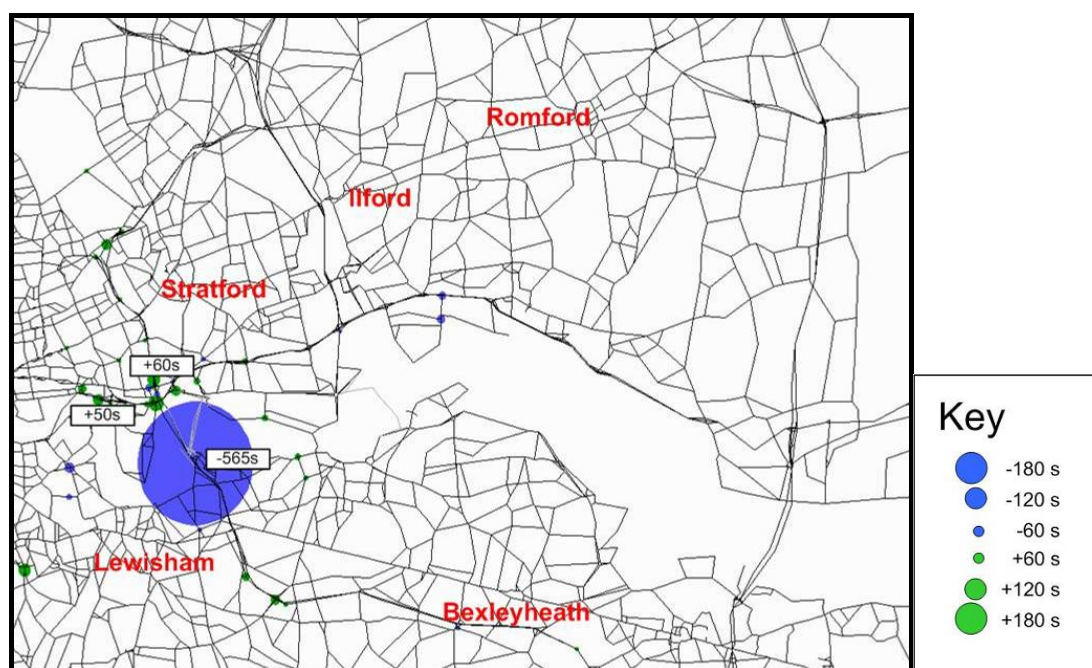 Romford
Ilford
Stratford
+60s
+50s
-565s
Lewisham
Bexleyheath
Key
-180 s
-120 s
-60 s
+60 s
+120 s
+180 s